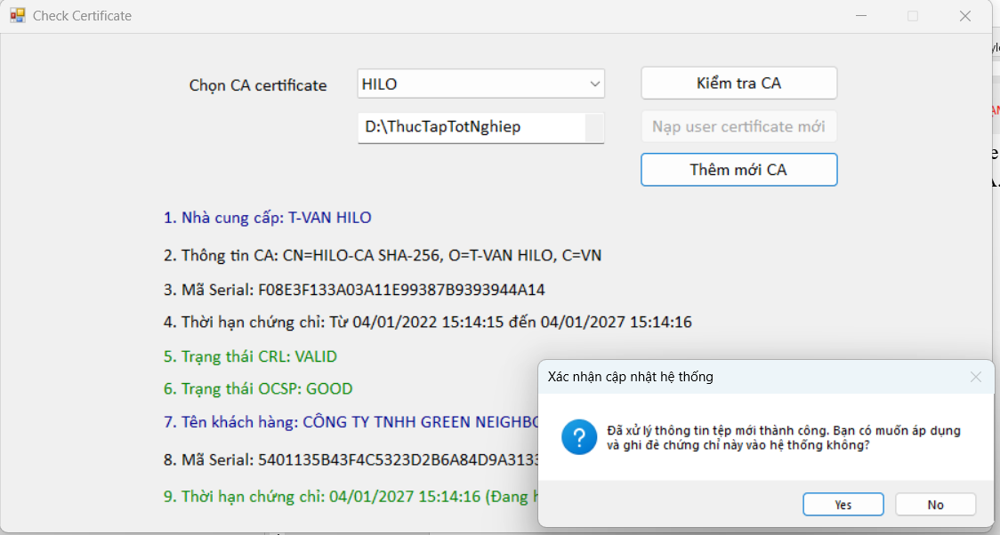 Check Certificate
Chọn CA certificate
HILO
Kiểm tra CA
D:\ThucTapTotNghiep
Nạp user certificate mới
Thêm mới CA
1. Nhà cung cấp: T-VAN HILO
2. Thông tin CA: CN=HILO-CA SHA-256, O=T-VAN HILO, C=VN
3. Mã Serial: F08E3F133A03A11E99387B9393944A14
4. Thời hạn chứng chỉ: Từ 04/01/2022 15:14:15 đến 04/01/2027 15:14:16
5. Trạng thái CRL: VALID
6. Trạng thái OCSP: GOOD
7. Tên khách hàng: CÔNG TY TNHH GREEN
8. Mã Serial: 5401135B43F4C5323D2B6A84D9A3133
9. Thời hạn chứng chỉ: 04/01/2027 15:14:16 (Đang
Xác nhận cập nhật hệ thống
Đã xử lý thông tin tệp mới thành công. Bạn có muốn áp dụng
và ghi đè chứng chỉ này vào hệ thống không?
Yes
No